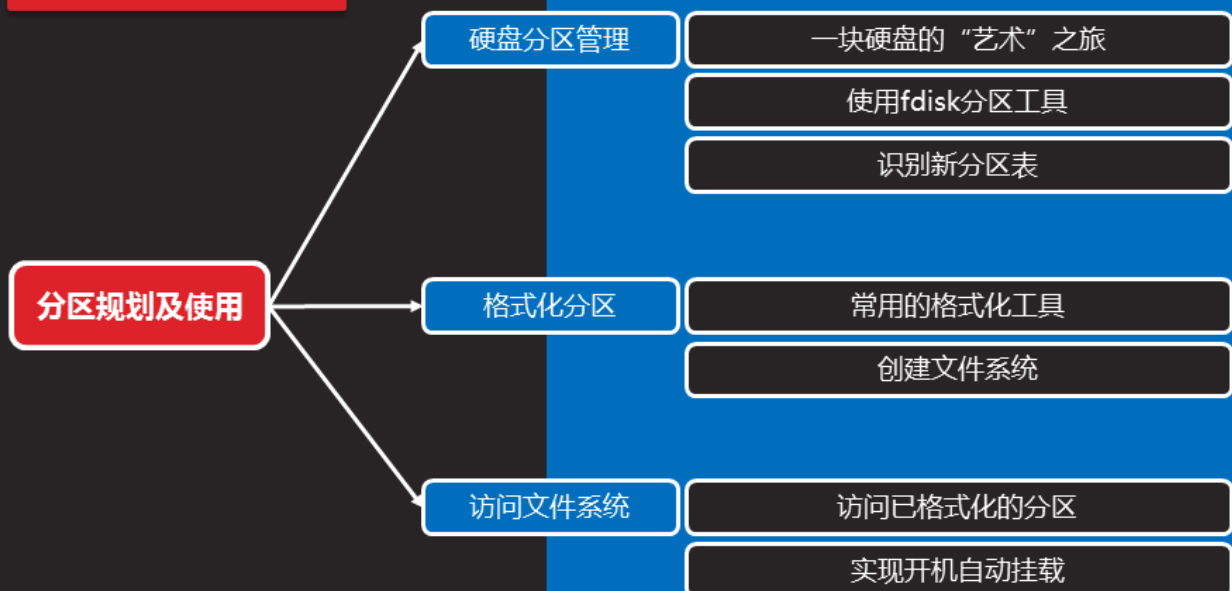 硬盘分区管理
一块硬盘的“艺术”之旅
使用fdisk分区工具
识别新分区表
分区规划及使用
格式化分区
常用的格式化工具
创建文件系统
访问文件系统
访问已格式化的分区
实现开机自动挂载